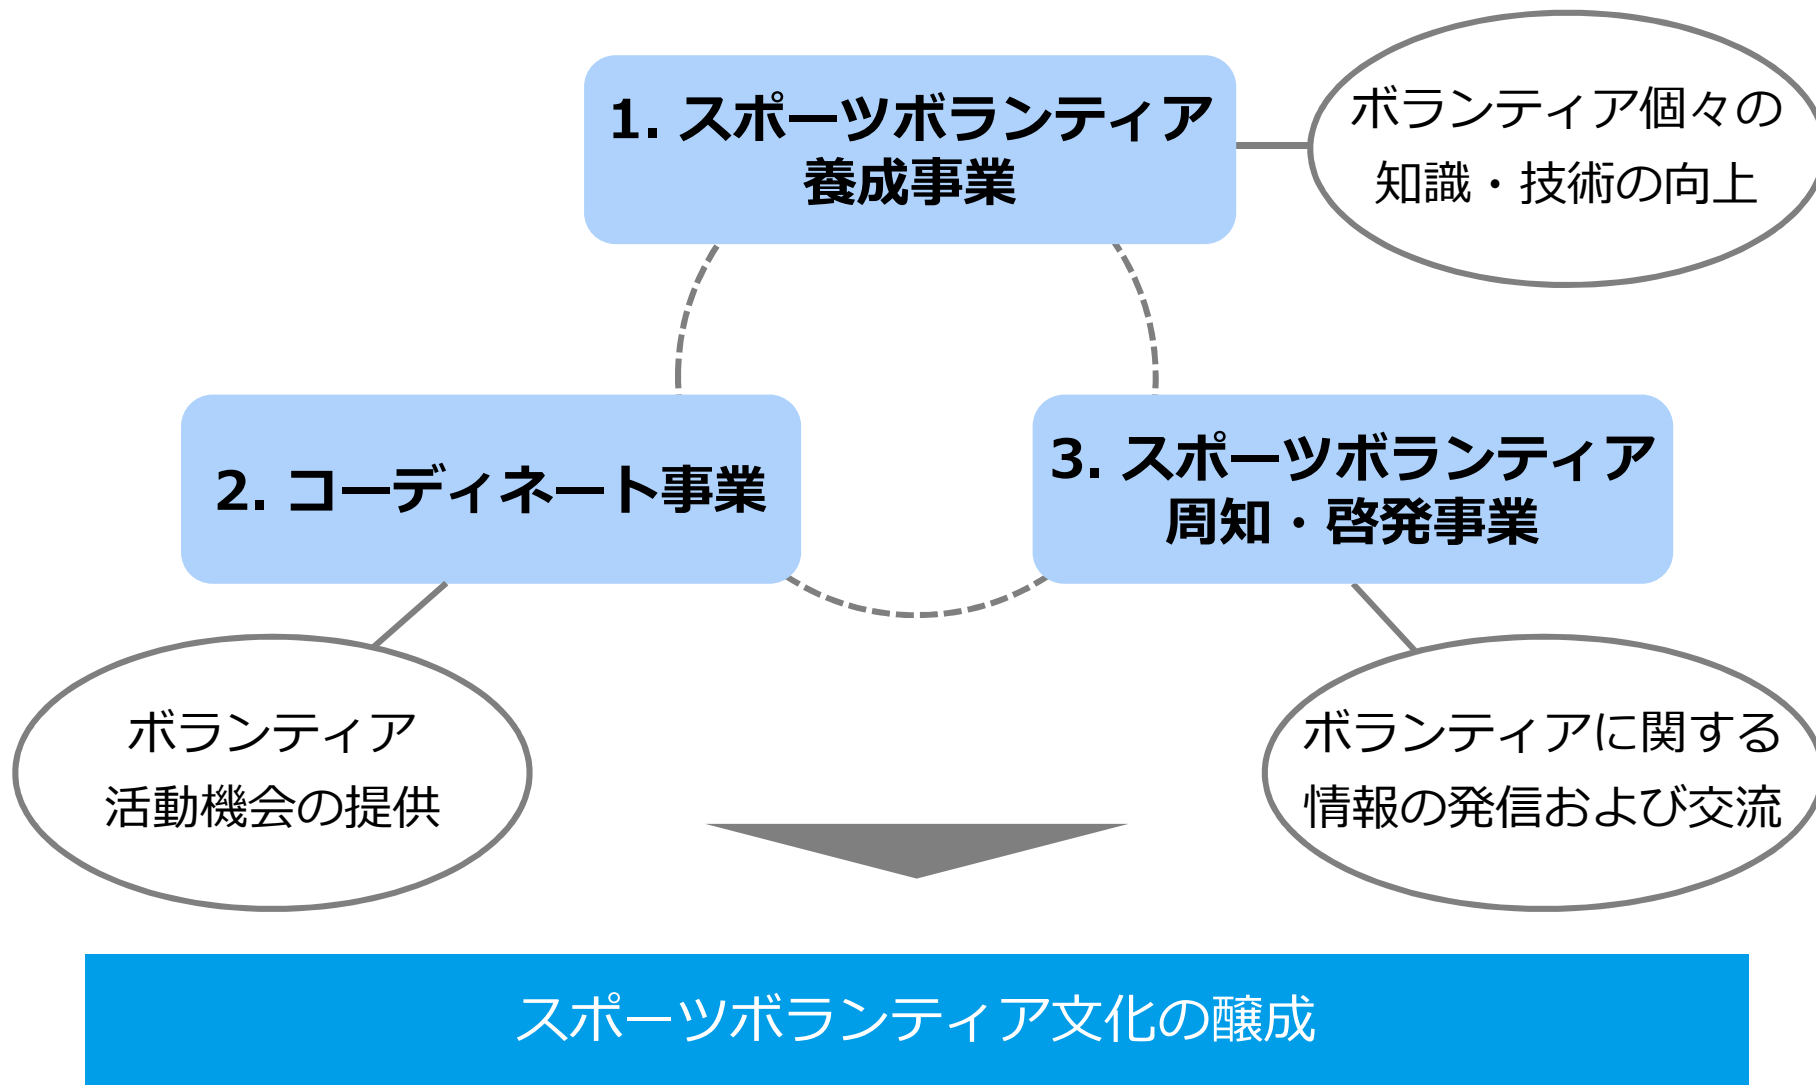 1. スポーツボランティア
養成事業
ボランティア個々の
知識・技術の向上
2. コーディネート事業
3. スポーツボランティア
周知・啓発事業
ボランティア
活動機会の提供
ボランティアに関する
情報の発信および交流
スポーツボランティア文化の醸成